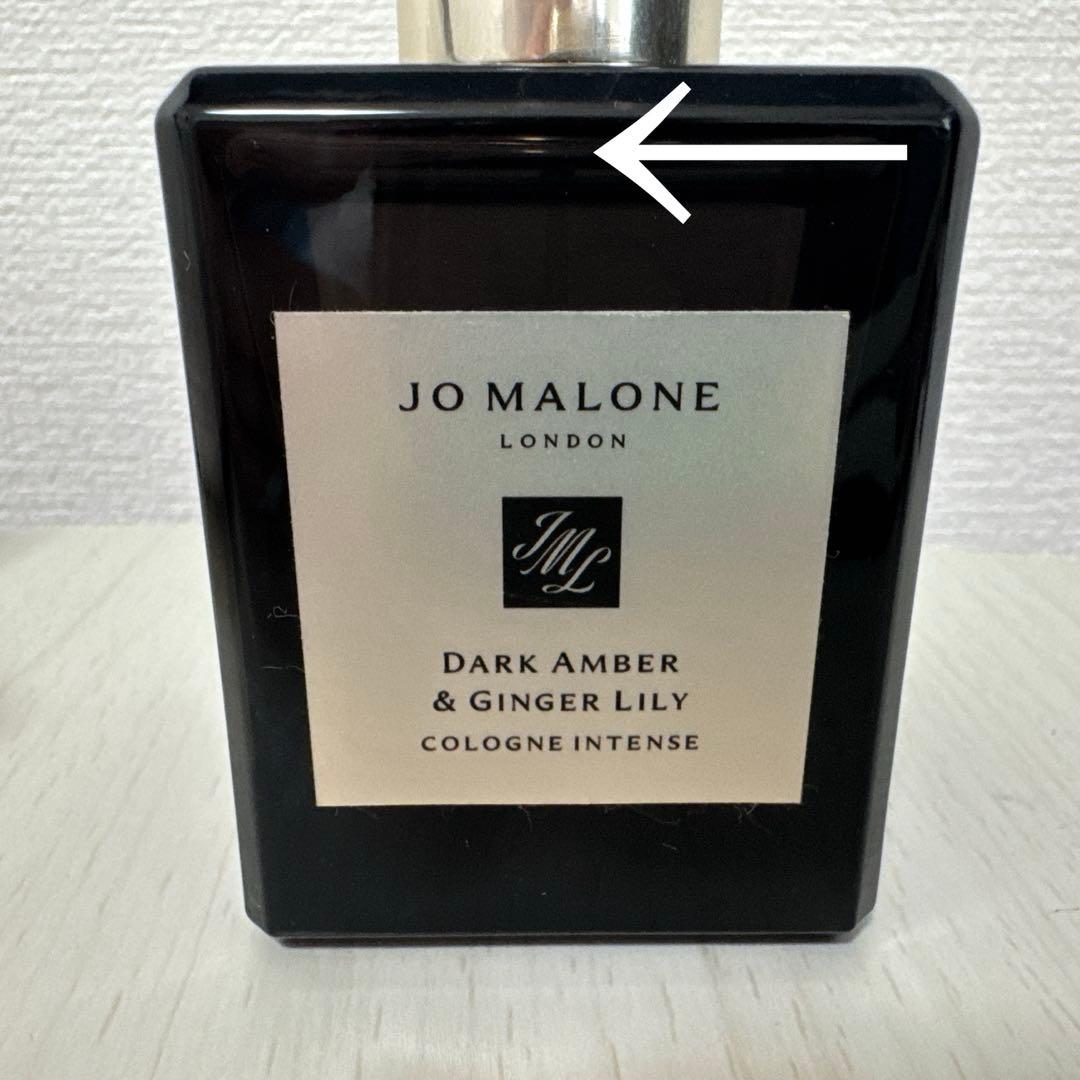 JO MALONE
LONDON
JML
DARK AMBER
& GINGER LILY
COLOGNE INTENSE